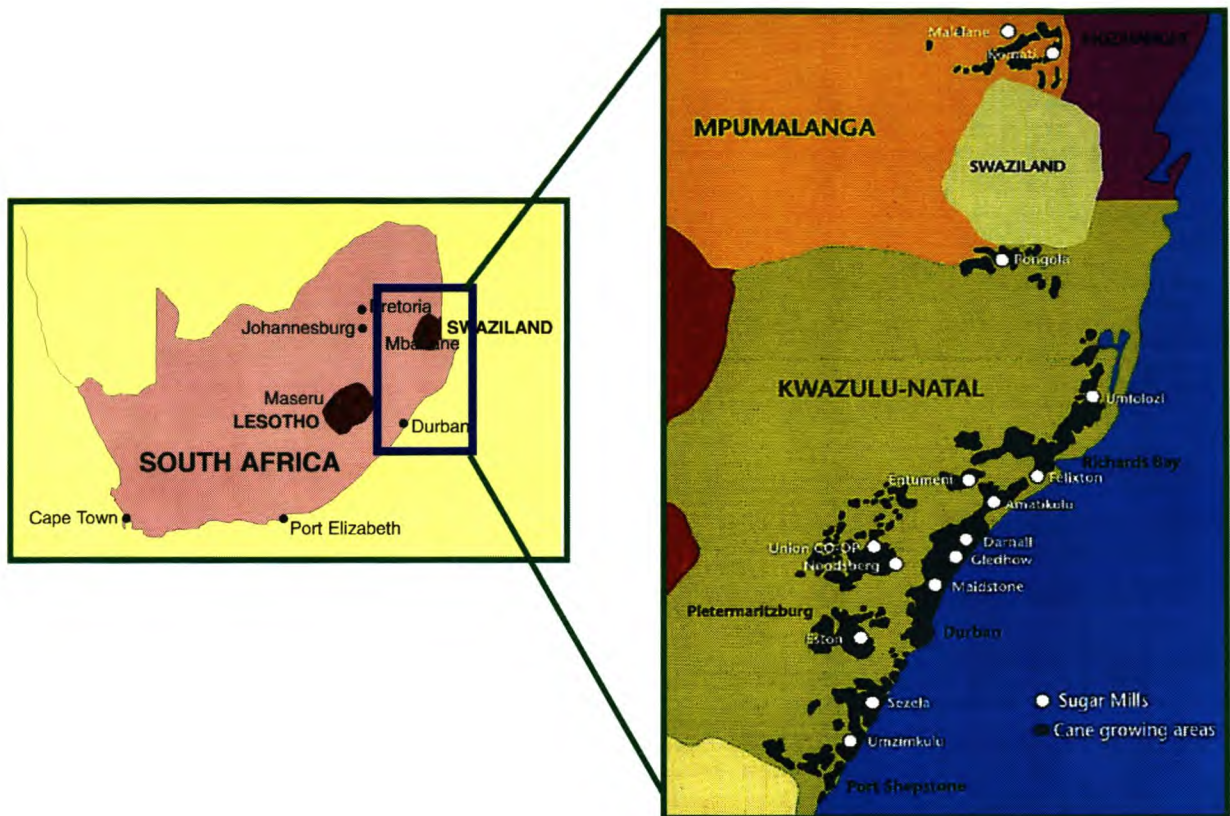 Pretoria
Johannesburg
SWAZILAND
Mbabane
Maseru
LESOTHO
Durban
SOUTH AFRICA
Cape Town
Port Elizabeth
Malelane
Komati
MPUMALANGA
SWAZILAND
Pongola
KWAZULU-NATAL
Umfolozi
Richards Bay
Entumeni
Felixton
Amatikulu
Darnall
Union CO-OP
Gledhow
Noodsberg
Maidstone
Pietermaritzburg
Durban
Eston
Sezela
Sugar Mills
Cane growing areas
Umzimkulu
Port Shepstone